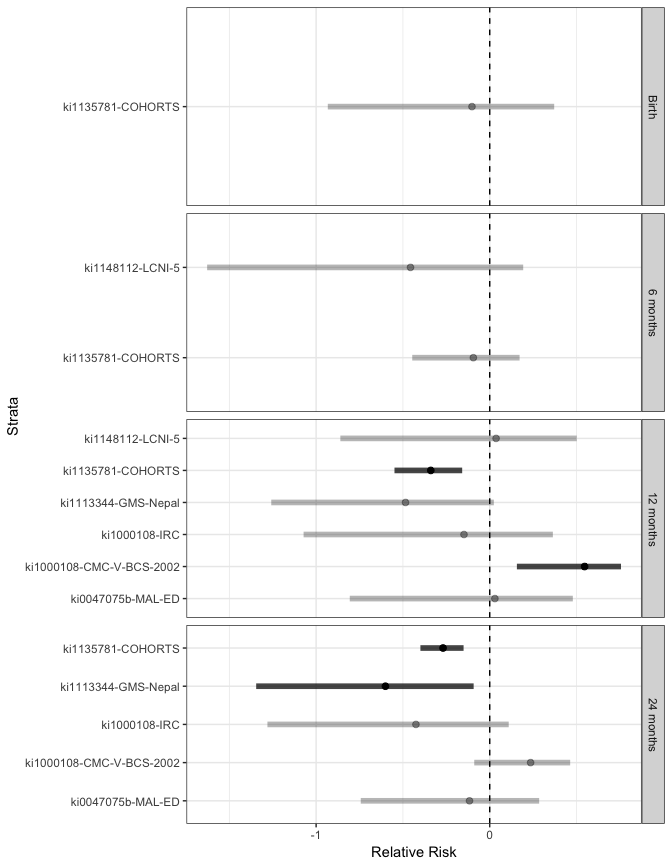 Strata
ki1135781-COHORTS
Birth
ki1148112-LCNI-5
ki1135781-COHORTS
6 months
ki1148112-LCNI-5
ki1135781-COHORTS
ki1113344-GMS-Nepal
ki1000108-IRC
ki1000108-CMC-V-BCS-2002
ki0047075b-MAL-ED
12 months
ki1135781-COHORTS
ki1113344-GMS-Nepal
ki1000108-IRC
ki1000108-CMC-V-BCS-2002
ki0047075b-MAL-ED
24 months
-1 0
Relative Risk